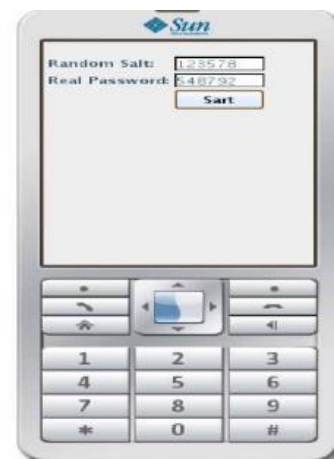 Sun
Random Salt: 123578
Real Password: 548792
Sart
1 2 3
4 5 6
7 8 9
* 0 #